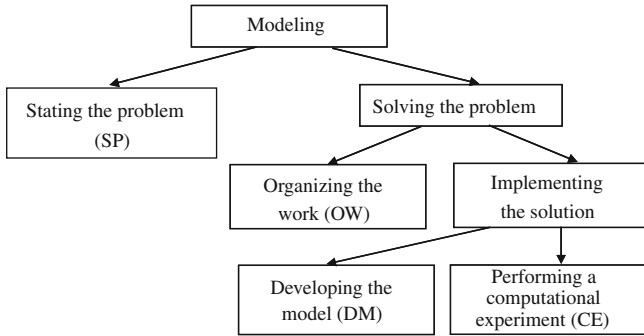 Modeling
Stating the problem
(SP)
Solving the problem
Organizing the
work (OW)
Implementing
the solution
Developing the
model (DM)
Performing a
computational
experiment (CE)